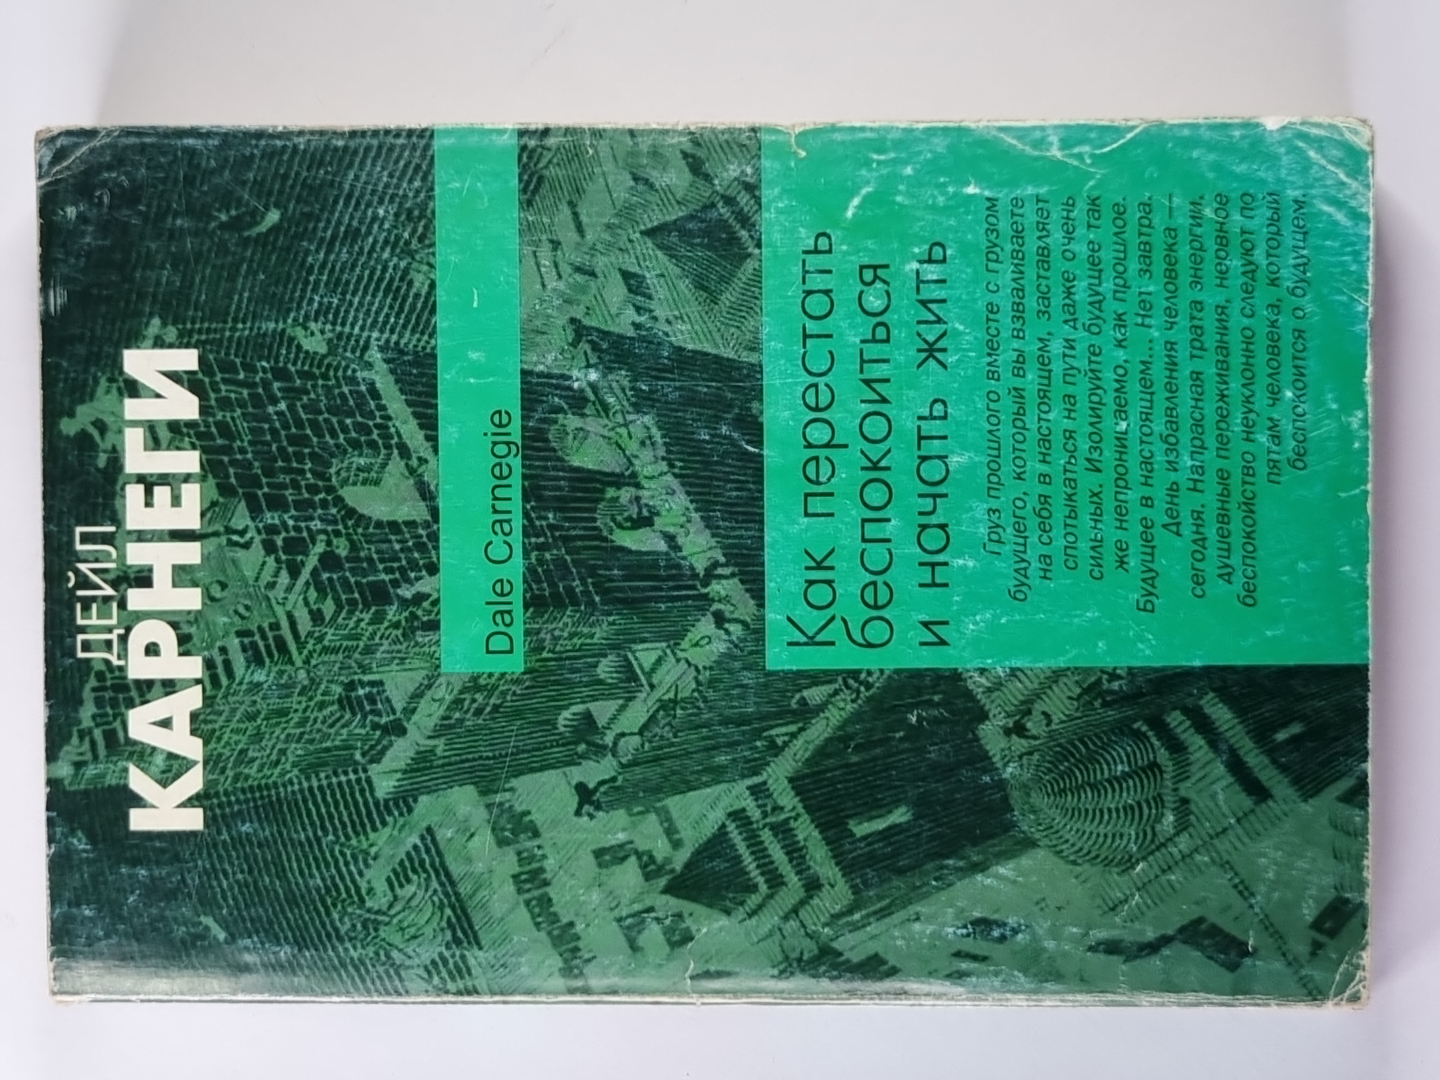 ДЕЙЛ
КАРНЕГИ
Dale Carnegie
Как перестать
беспокоиться
и начать жить
Груз прошлого вместе с грузом
будущего, который вы взваливаете
на себя в настоящем, заставляет
спотыкаться на пути даже очень
сильных. Изолируйте будущее так
же непроницаемо, как прошлое.
Будущее в настоящем... Нет завтра.
День избавления человека —
сегодня. Напрасная трата энергии,
душевные переживания, нервное
беспокойство неуклонно следуют по
пятам человека, который
беспокоится о будущем.